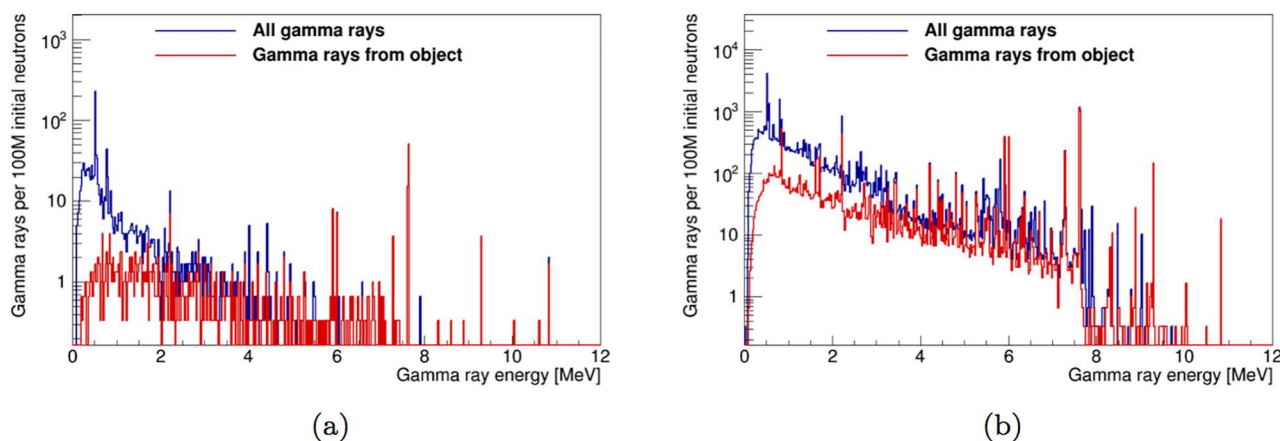 Gamma rays per 100M initial neutrons
10³
10²
10
1
All gamma rays
Gamma rays from object
0 2 4 6 8 10 12
Gamma ray energy [MeV]
(a)
Gamma rays per 100M initial neutrons
10⁴
10³
10²
10
1
All gamma rays
Gamma rays from object
0 2 4 6 8 10 12
Gamma ray energy [MeV]
(b)